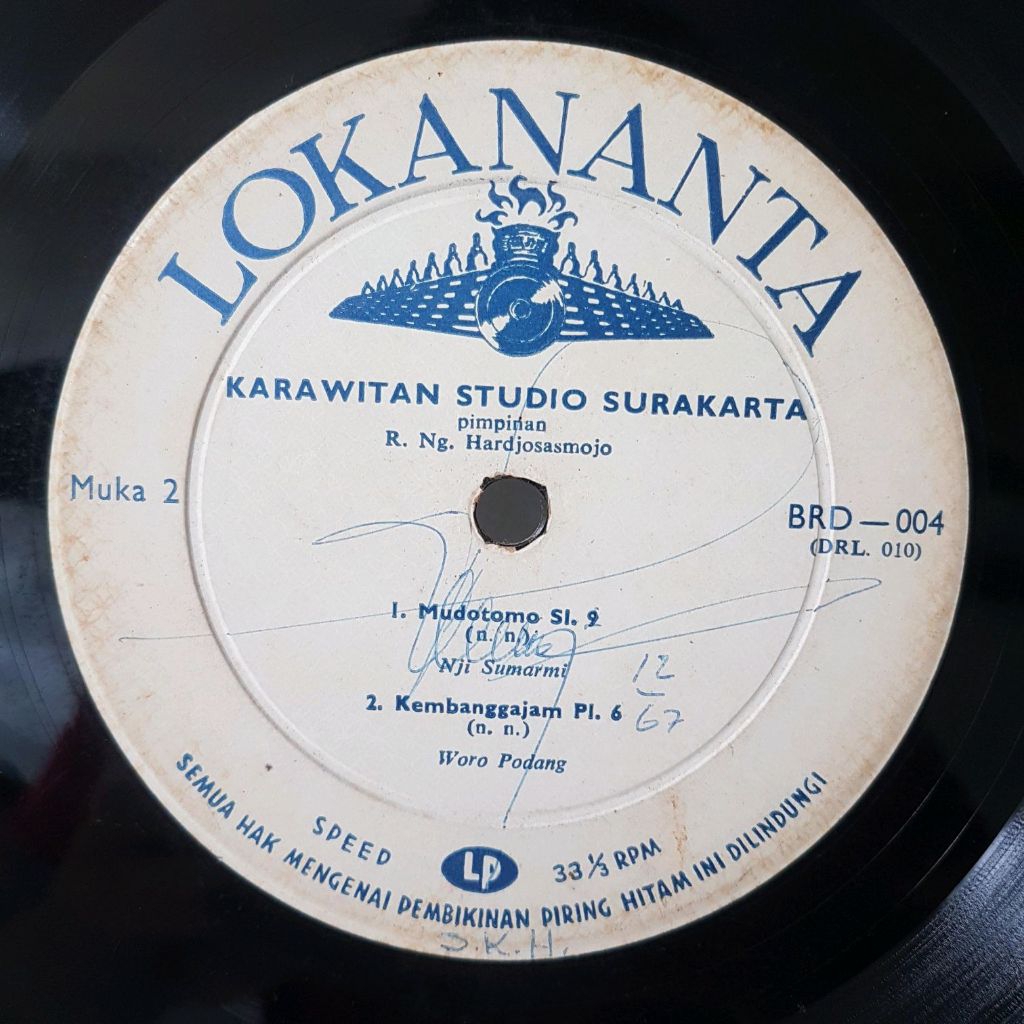 LOKANANTA
KARAWITAN STUDIO SURAKARTA
pimpinan
R. Ng. Hardjosasmojo
Muka 2
BRD — 004
(DRL. 010)
1. Mudotomo Sl. 9
(n. n)
Nji Sumarmi
12
67
2. Kembanggajam Pl. 6
(n. n.)
Woro Podang
SPEED LP 33 1/3 RPM
SEMUA HAK MENGENAI PEMBIKINAN PIRING HITAM INI DILINDUNGI
D.K.H.